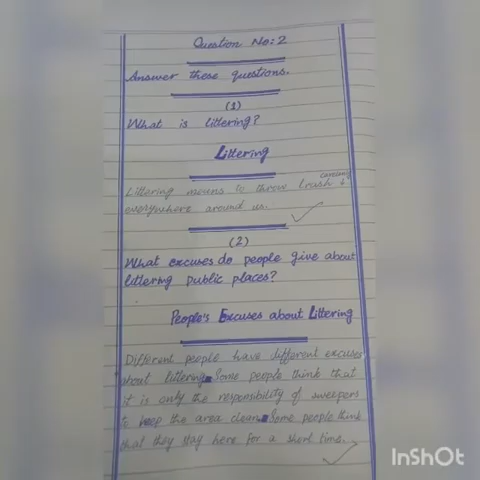 Question No: 2
Answer these questions.
(1)
What is littering?
Littering
Littering means to throw trash &
everywhere around us.
(2)
What excuses do people give about
littering public places?
People's Excuses about Littering
Different people have different excuses
about littering. Some people think that
it is only the responsibility of sweepers
to keep the area clean. Some people think
that they stay here for a short time.
InShOt